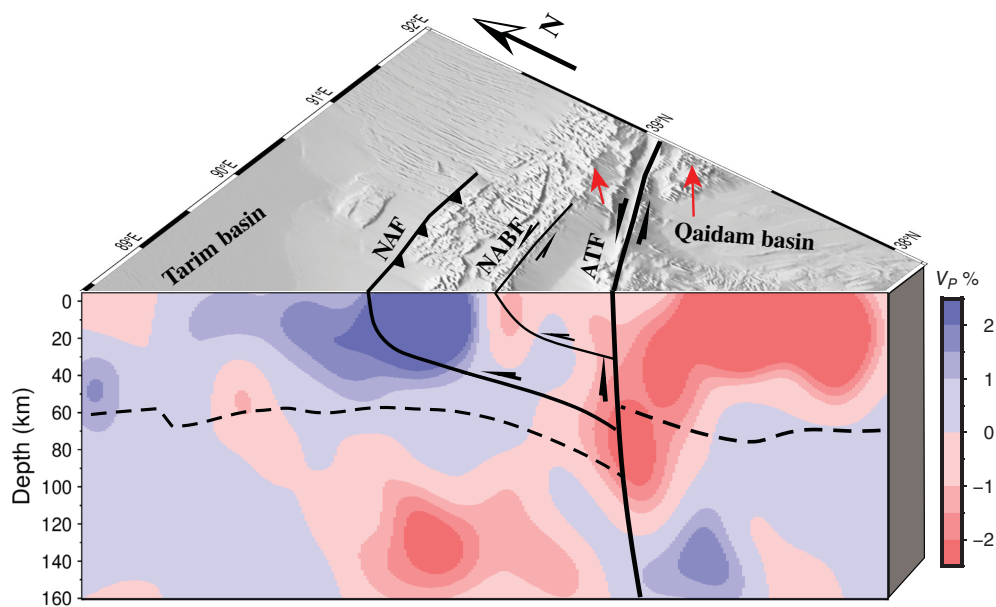 N
92°E
91°E
90°E
89°E
39°N
38°N
Tarim basin
NAF
NABF
ATF
Qaidam basin
Depth (km)
0
20
40
60
80
100
120
140
160
VP %
2
1
0
−1
−2